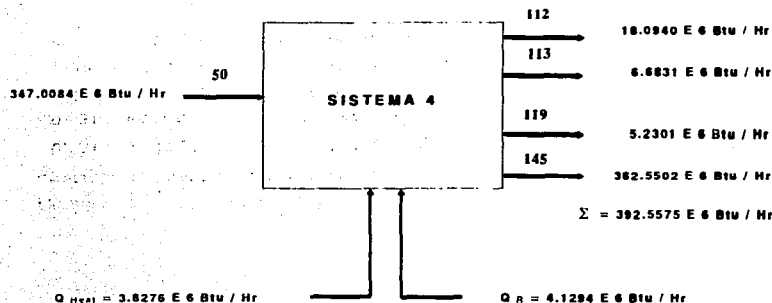 112
18.0940 E 6 Btu / Hr
113
50
6.6831 E 6 Btu / Hr
347.0084 E 6 Btu / Hr
SISTEMA 4
119
5.2301 E 6 Btu / Hr
145
362.5502 E 6 Btu / Hr
Σ = 392.5575 E 6 Btu / Hr
Q Hsal = 3.8276 E 6 Btu / Hr
Q R = 4.1294 E 6 Btu / Hr